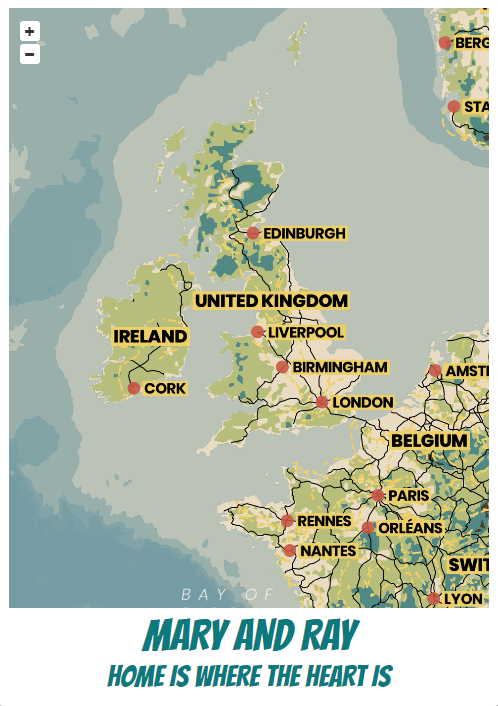 +
−
BERG
STA
EDINBURGH
UNITED KINGDOM
LIVERPOOL
IRELAND
BIRMINGHAM
AMST
CORK
LONDON
BELGIUM
PARIS
RENNES
ORLÉANS
NANTES
SWIT
BAY OF
LYON
MARY AND RAY
HOME IS WHERE THE HEART IS